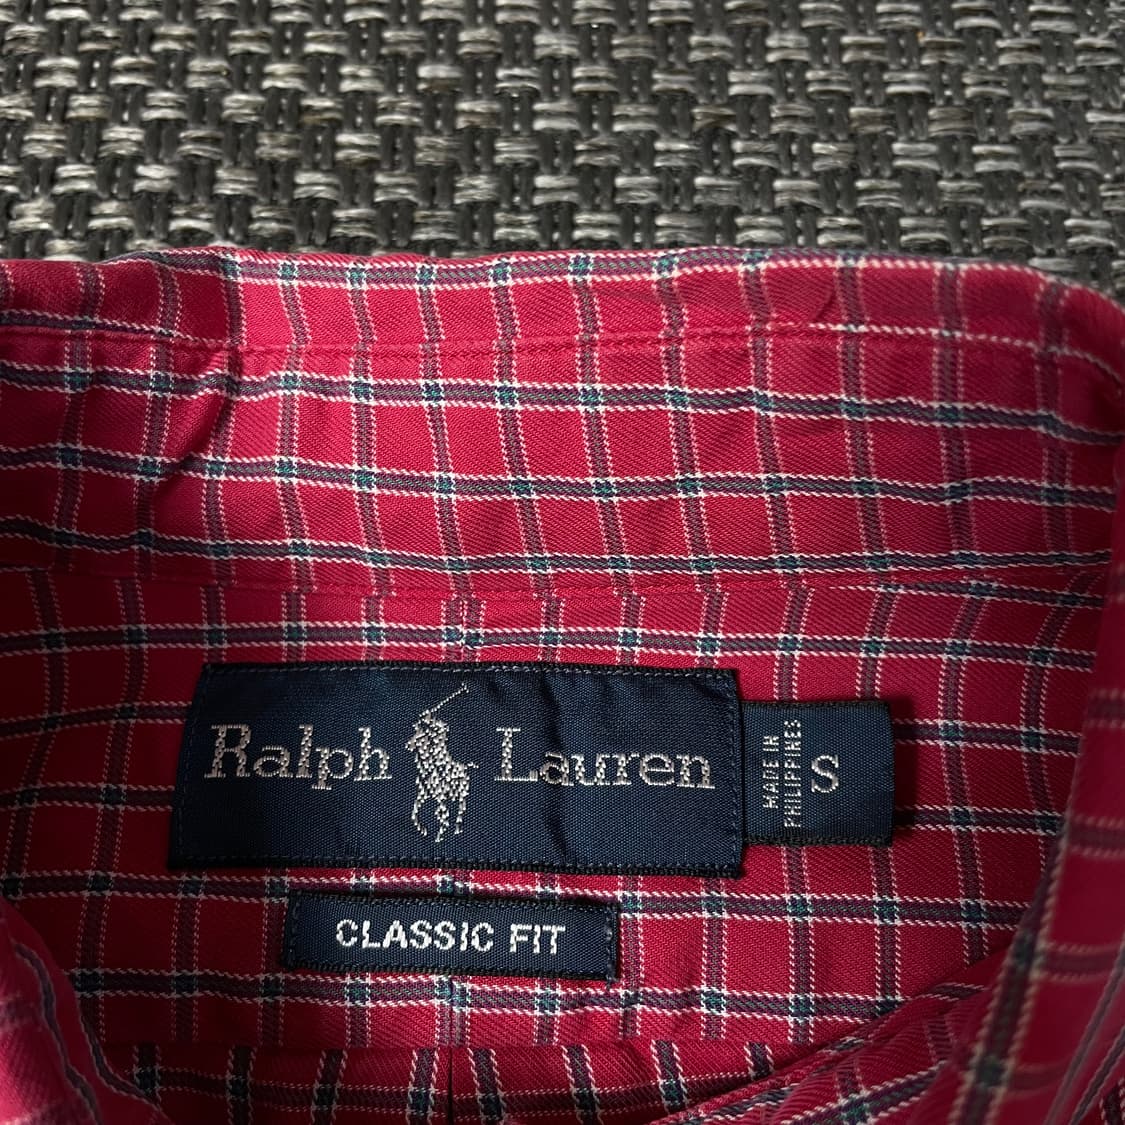 Ralph Lauren
MADE IN
PHILIPPINES
S
CLASSIC FIT